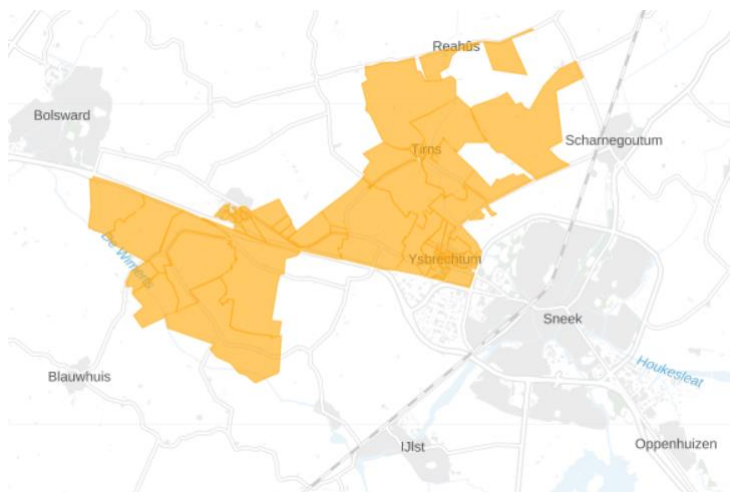 Reahûs
Bolsward
Scharnegoutum
Tirns
De Wimerts
Ysbrechtum
Sneek
Blauwhuis
Houkesleat
IJlst
Oppenhuizen